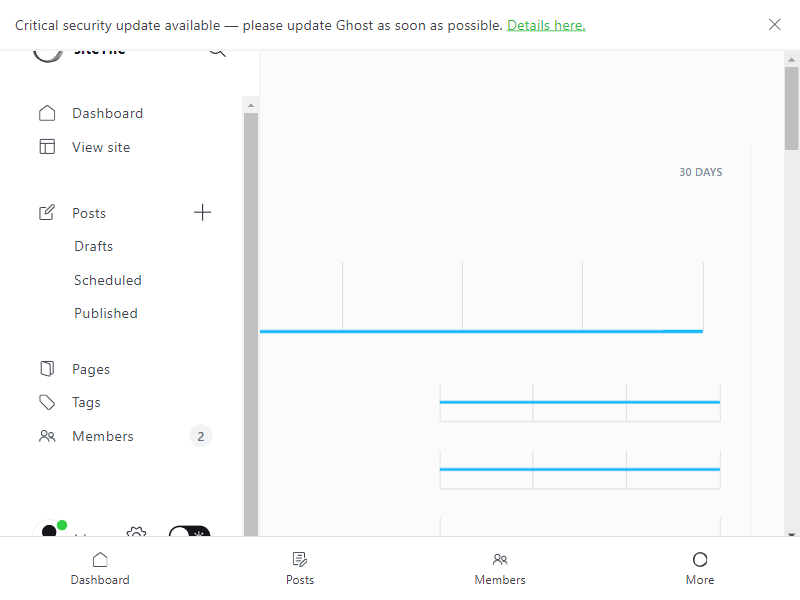 Critical security update available — please update Ghost as soon as possible. Details here.
Dashboard
View site
30 DAYS
Posts
Drafts
Scheduled
Published
Pages
Tags
Members 2
Dashboard
Posts
Members
More